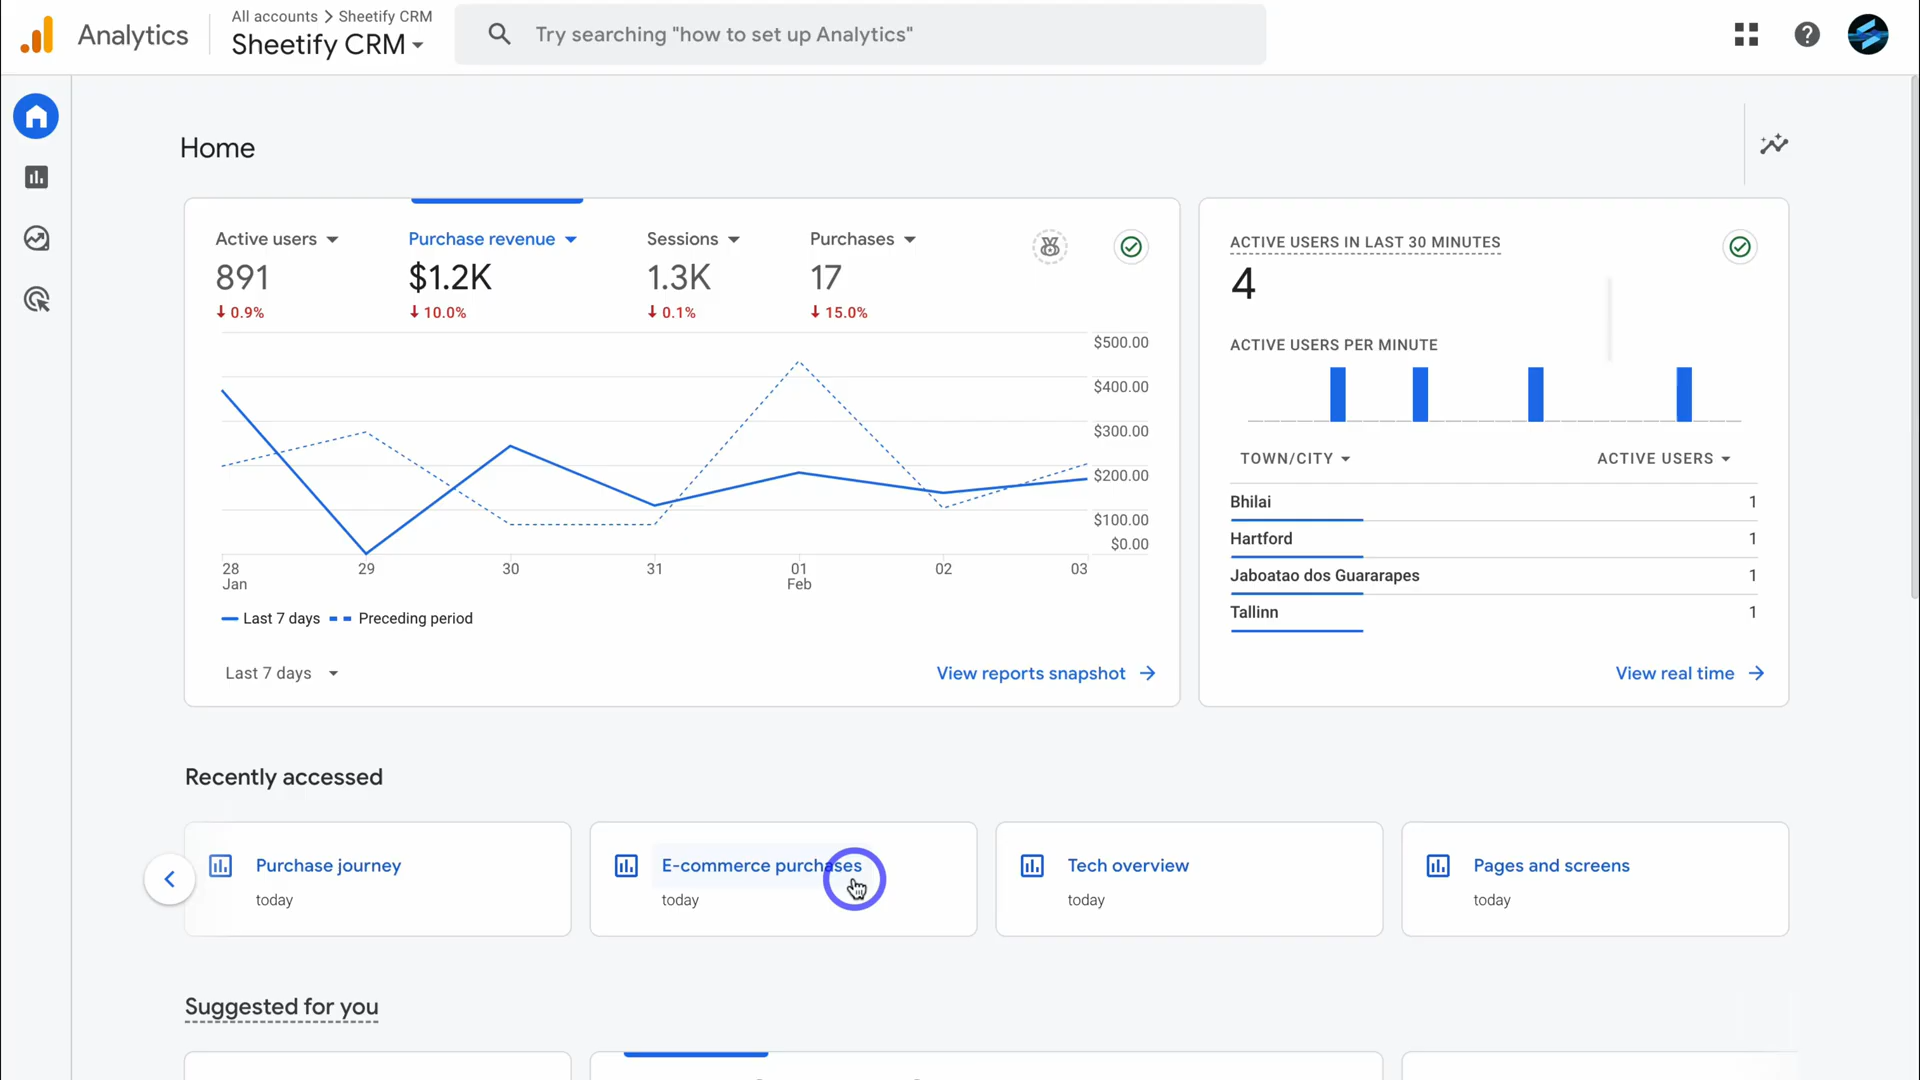 Analytics
All accounts > Sheetify CRM
Sheetify CRM
Try searching "how to set up Analytics"
Home
Active users
891
0.9%
Purchase revenue
$1.2K
10.0%
Sessions
1.3K
0.1%
Purchases
17
15.0%
$500.00
$400.00
$300.00
$200.00
$100.00
$0.00
28
Jan
29
30
31
01
Feb
02
03
Last 7 days
Preceding period
Last 7 days
View reports snapshot
ACTIVE USERS IN LAST 30 MINUTES
4
ACTIVE USERS PER MINUTE
TOWN/CITY
ACTIVE USERS
Bhilai 1
Hartford 1
Jaboatao dos Guararapes 1
Tallinn 1
View real time
Recently accessed
Purchase journey
today
E-commerce purchases
today
Tech overview
today
Pages and screens
today
Suggested for you